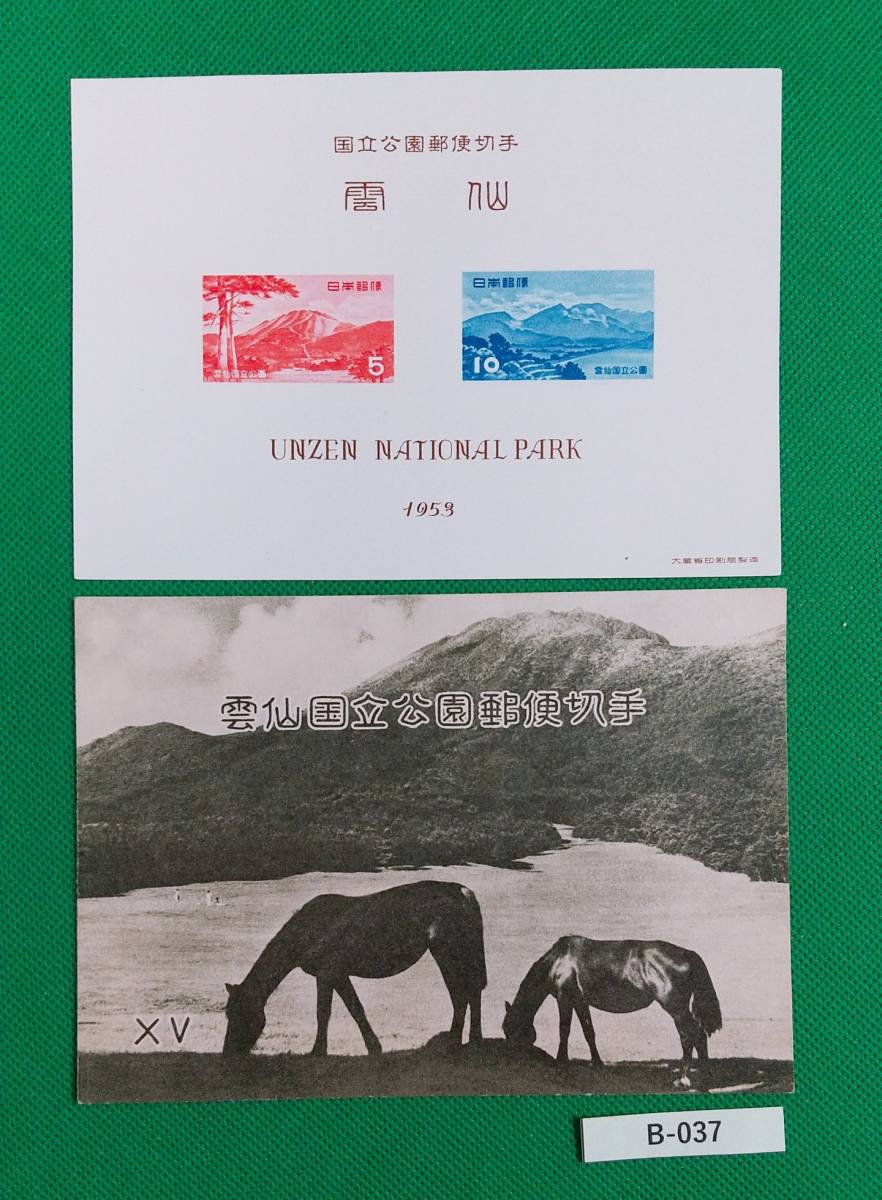 国立公園郵便切手
雲仙
日本郵便
5
雲仙国立公園
日本郵便
10
雲仙国立公園
UNZEN NATIONAL PARK
1953
大蔵省印刷局製造
雲仙国立公園郵便切手
XV
B-037